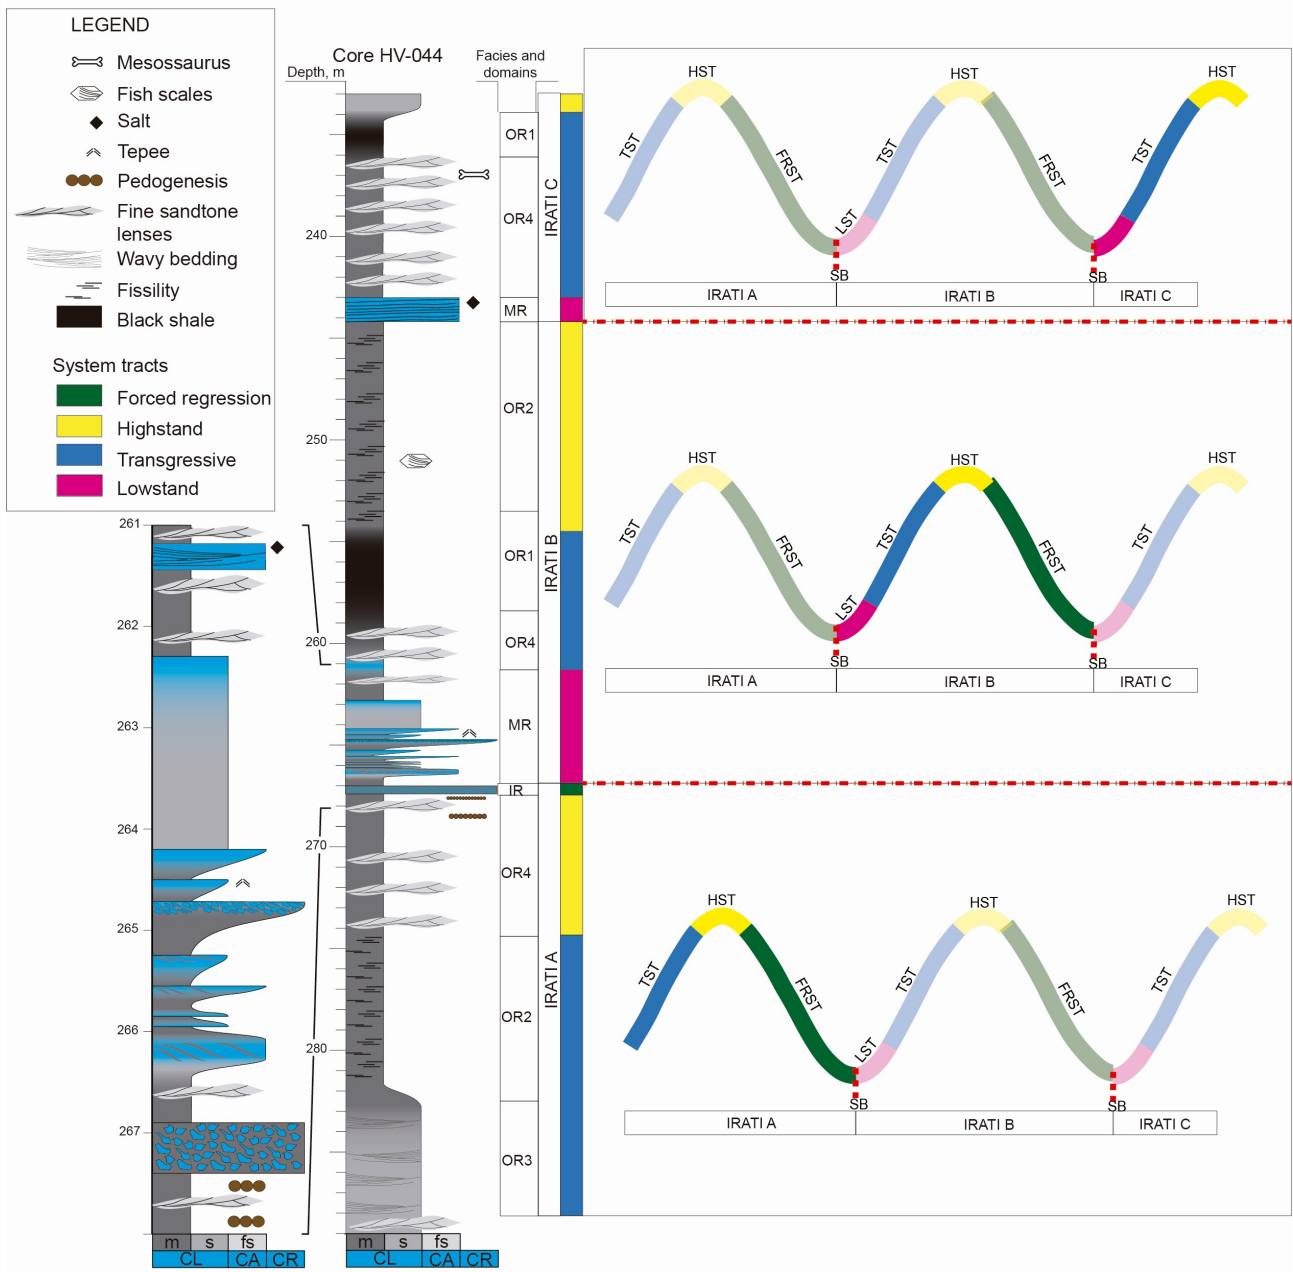 LEGEND
Mesossaurus
Fish scales
Salt
Tepee
Pedogenesis
Fine sandtone
lenses
Wavy bedding
Fissility
Black shale
System tracts
Forced regression
Highstand
Transgressive
Lowstand
261
262
263
264
265
266
267
m s fs
CL CA CR
Core HV-044
Depth, m
Facies and
domains
240
250
260
270
280
m s fs
CL CA CR
OR1
OR4
MR
OR2
OR1
OR4
MR
IR
OR4
OR2
OR3
IRATI C
IRATI B
IRATI A
HST HST HST
TST FRST LST TST FRST TST
SB SB
IRATI A IRATI B IRATI C
HST HST HST
TST FRST LST TST FRST TST
SB SB
IRATI A IRATI B IRATI C
HST HST HST
TST FRST LST TST FRST TST
SB SB
IRATI A IRATI B IRATI C